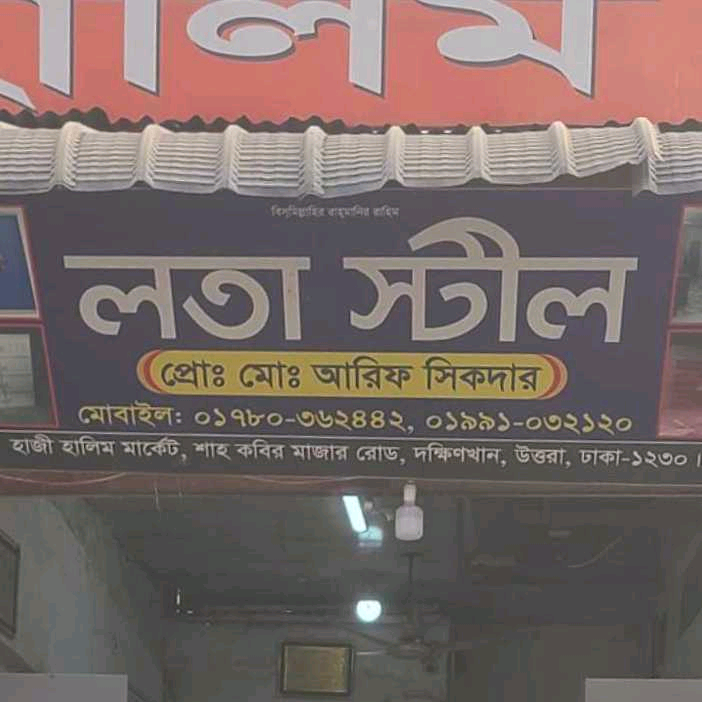 বিসমিল্লাহির রাহমানির রাহিম
লতা স্টীল
প্রোঃ মোঃ আরিফ সিকদার
মোবাইল: ০১৭৮০-৩৬২৪৪২, ০১৯৯১-০৩২১২০
হাজী হালিম মার্কেট, শাহ কবির মাজার রোড, দক্ষিণখান, উত্তরা, ঢাকা-১২৩০।